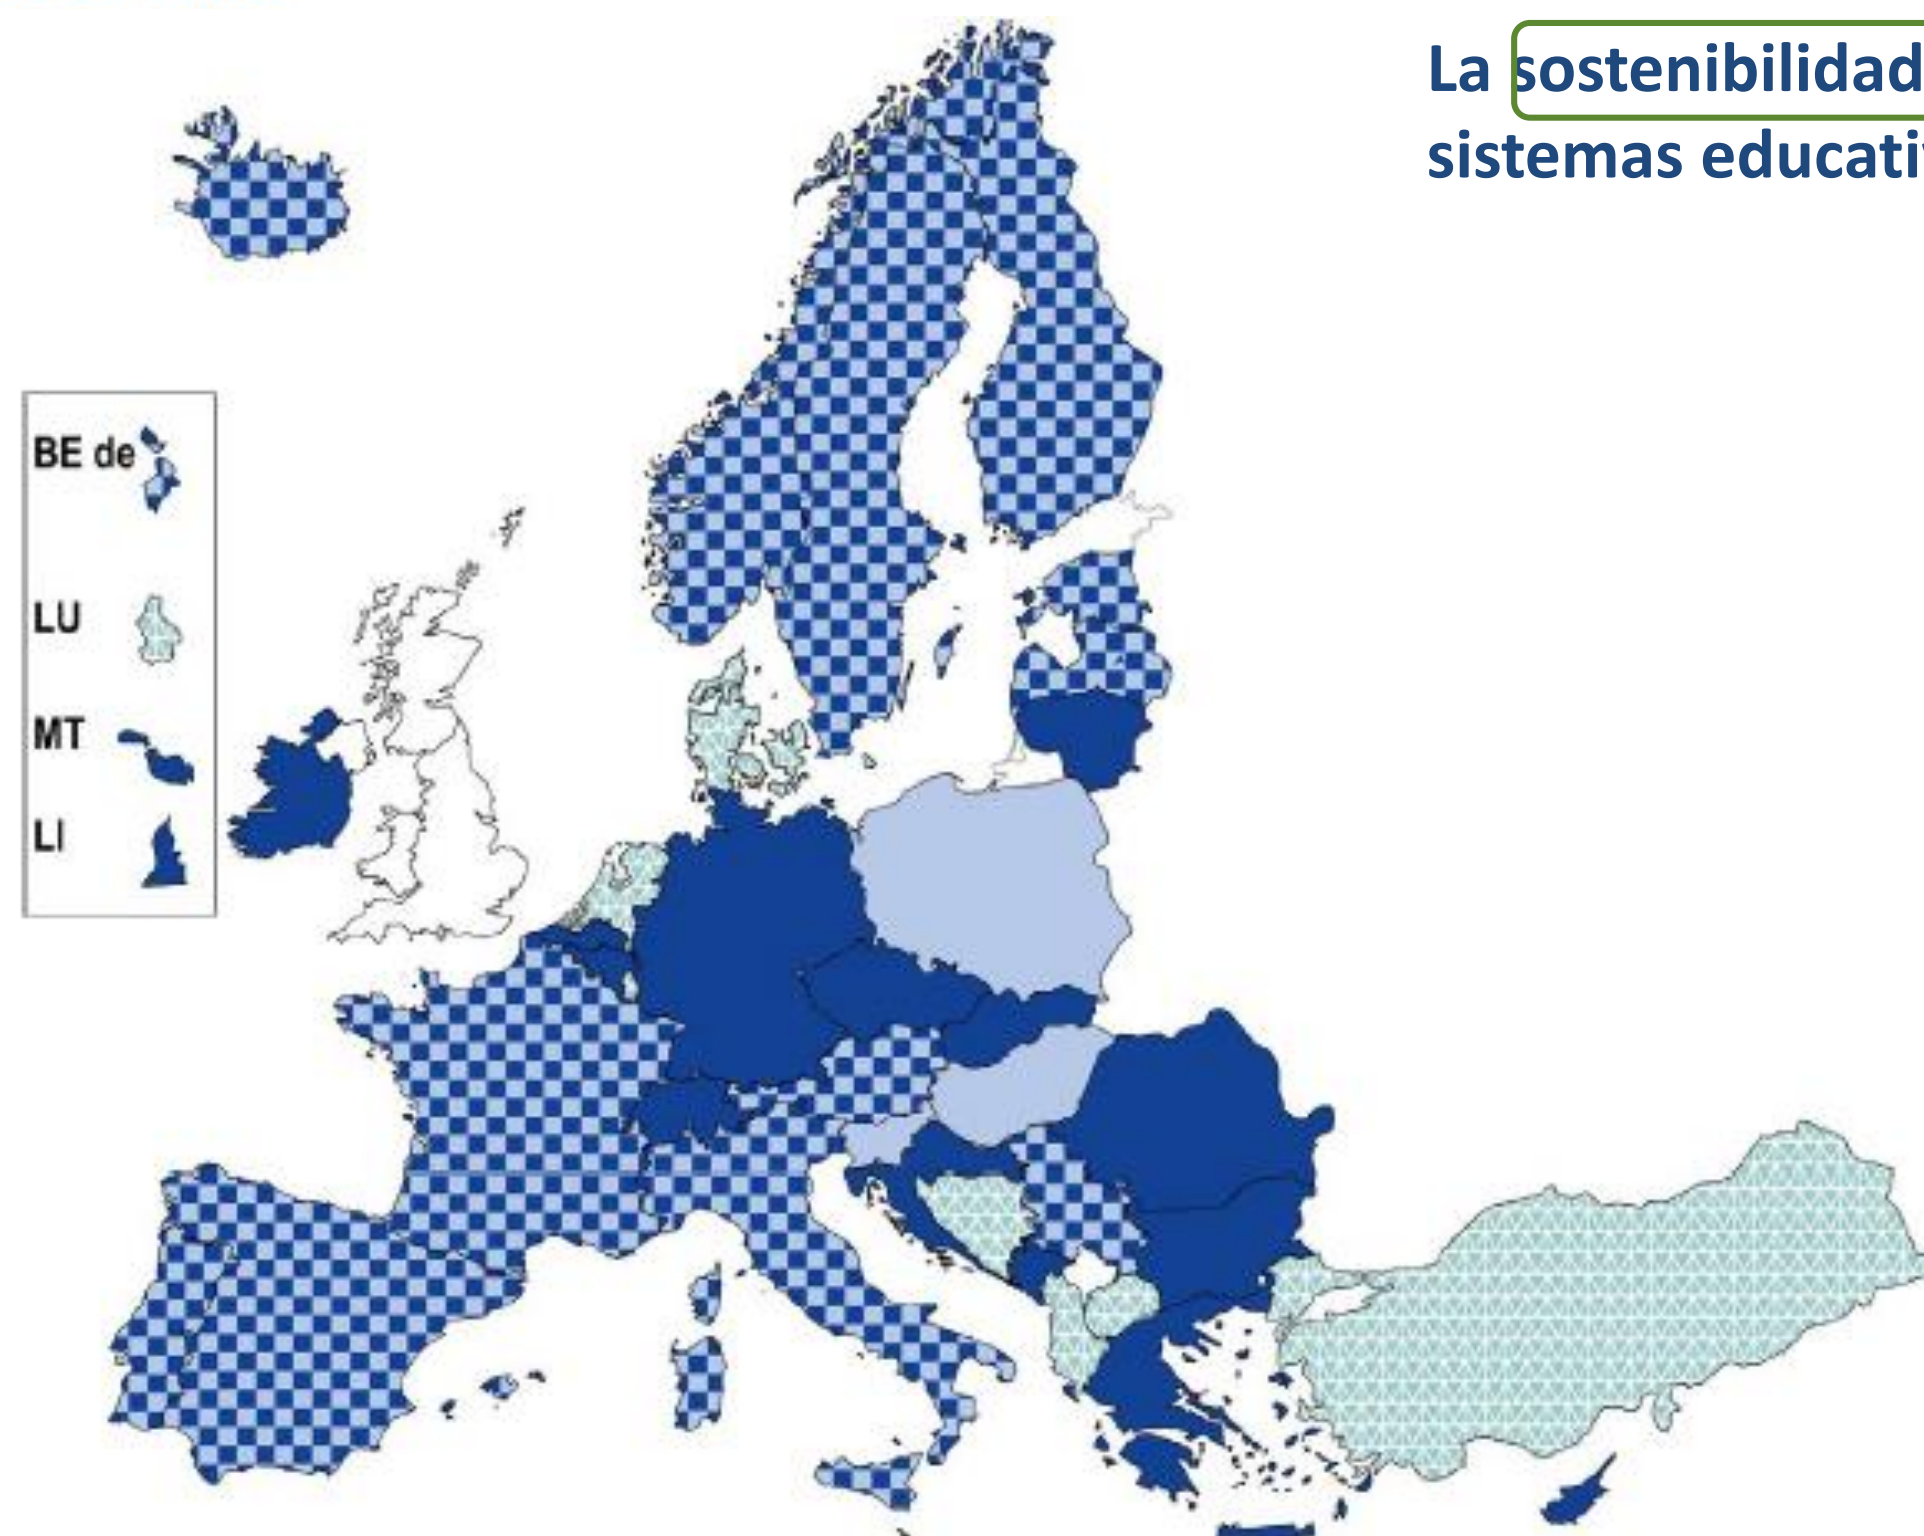 La sostenibilidad
sistemas educati
BE de
LU
MT
LI